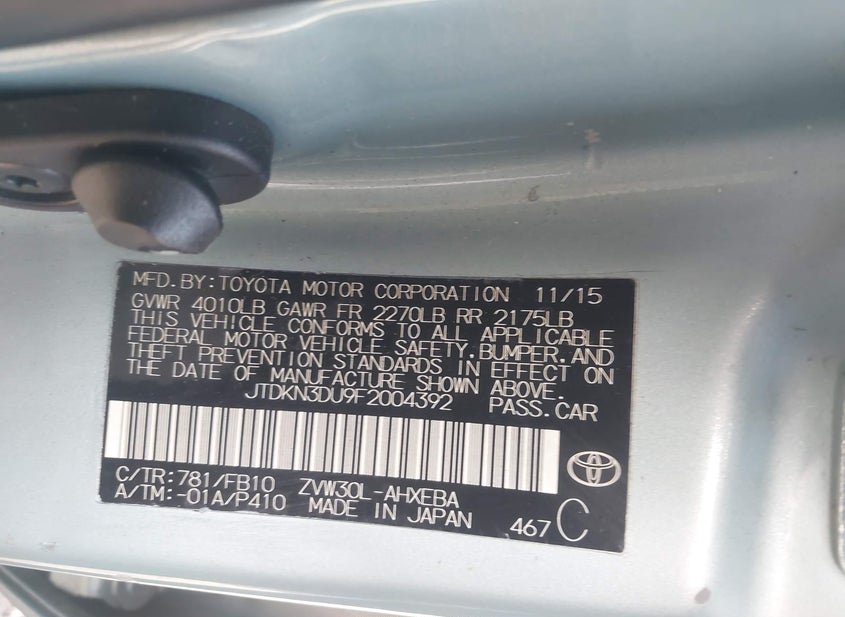 MFD.BY:TOYOTA MOTOR CORPORATION 11/15
GVWR 4010LB GAWR FR 2270LB RR 2175LB
THIS VEHICLE CONFORMS TO ALL APPLICABLE
FEDERAL MOTOR VEHICLE SAFETY,BUMPER,AND
THEFT PREVENTION STANDARDS IN EFFECT ON
THE DATE OF MANUFACTURE SHOWN ABOVE.
JTDKN3DU9F2004392 PASS.CAR
C/TR:781/FB10 ZVW30L-AHXEBA
A/TM:-01A/P410 MADE IN JAPAN 467 C